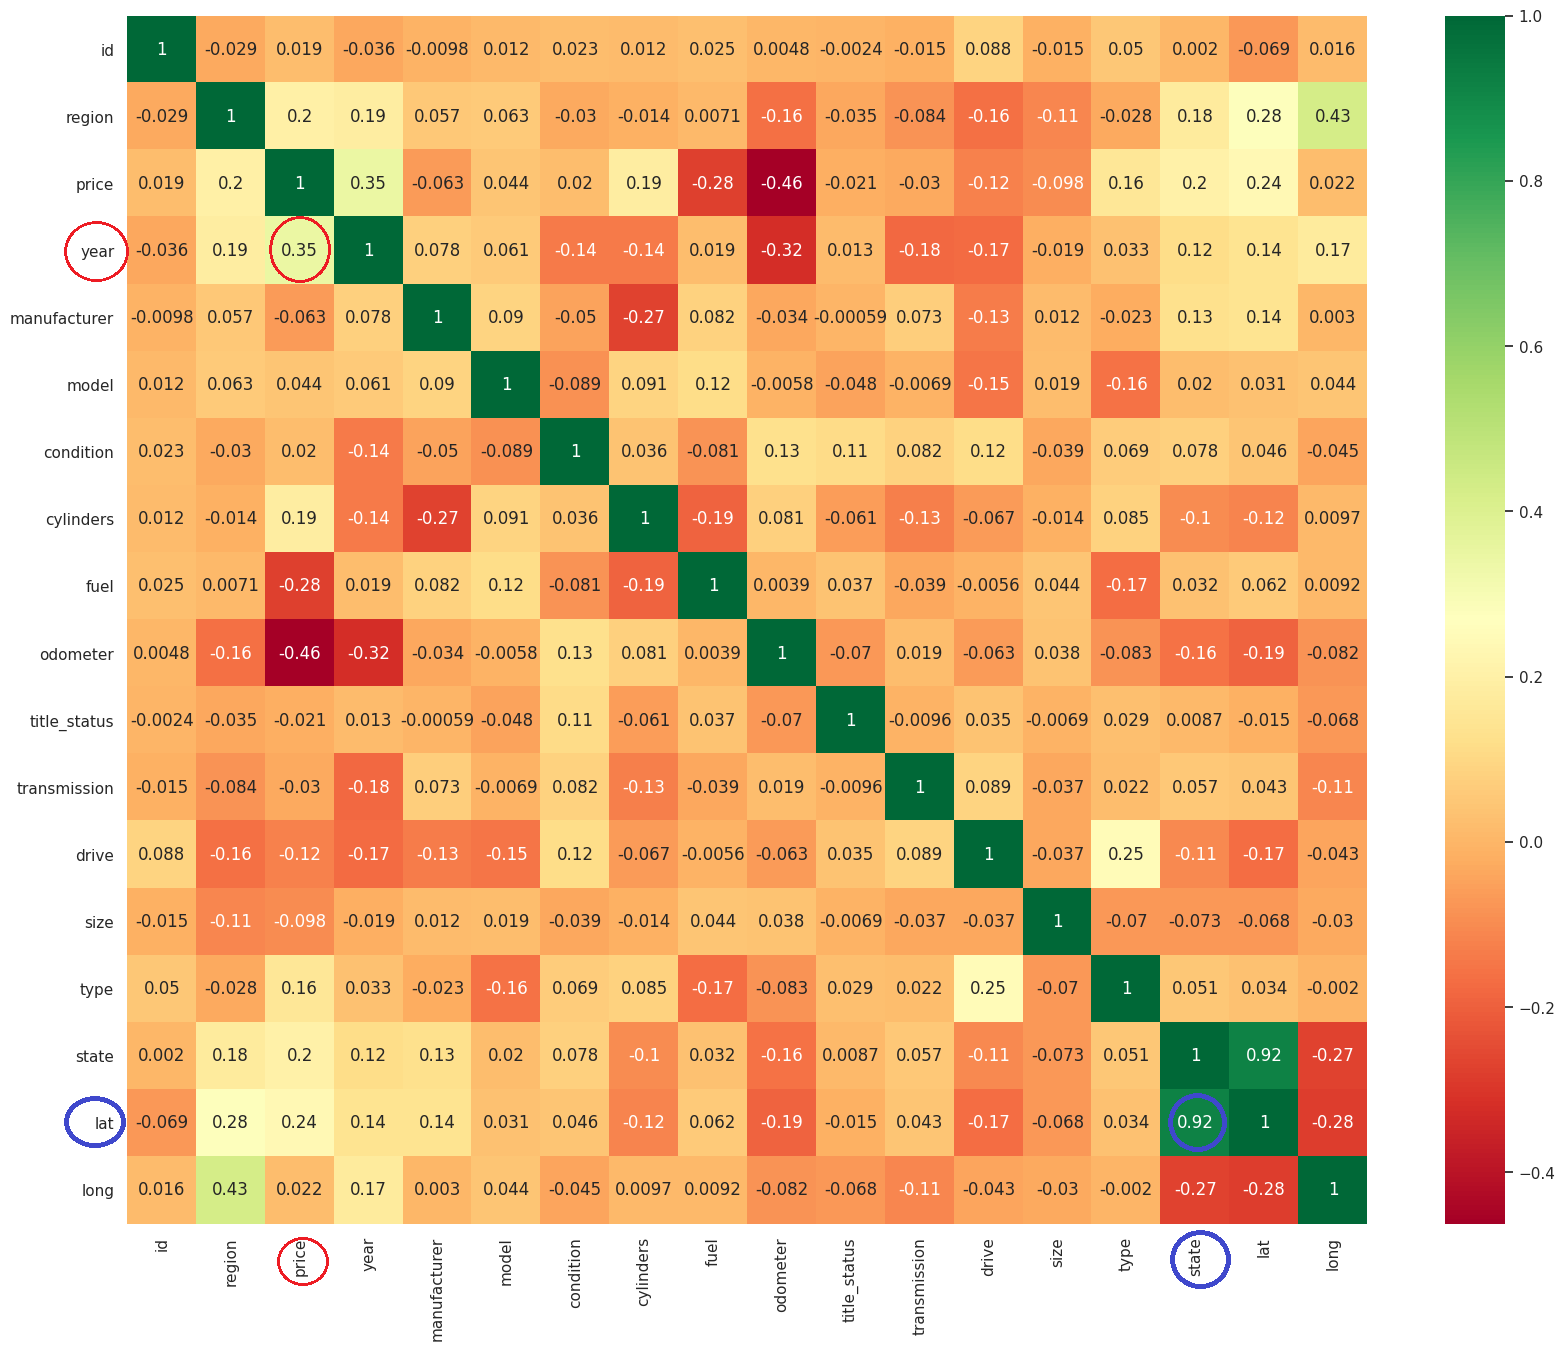 id 1 -0.029 0.019 -0.036 -0.0098 0.012 0.023 0.012 0.025 0.0048 -0.0024 -0.015 0.088 -0.015 0.05 0.002 -0.069 0.016
region -0.029 1 0.2 0.19 0.057 0.063 -0.03 -0.014 0.0071 -0.16 -0.035 -0.084 -0.16 -0.11 -0.028 0.18 0.28 0.43
price 0.019 0.2 1 0.35 -0.063 0.044 0.02 0.19 -0.28 -0.46 -0.021 -0.03 -0.12 -0.098 0.16 0.2 0.24 0.022
year -0.036 0.19 0.35 1 0.078 0.061 -0.14 -0.14 0.019 -0.32 0.013 -0.18 -0.17 -0.019 0.033 0.12 0.14 0.17
manufacturer -0.0098 0.057 -0.063 0.078 1 0.09 -0.05 -0.27 0.082 -0.034 -0.00059 0.073 -0.13 0.012 -0.023 0.13 0.14 0.003
model 0.012 0.063 0.044 0.061 0.09 1 -0.089 0.091 0.12 -0.0058 -0.048 -0.0069 -0.15 0.019 -0.16 0.02 0.031 0.044
condition 0.023 -0.03 0.02 -0.14 -0.05 -0.089 1 0.036 -0.081 0.13 0.11 0.082 0.12 -0.039 0.069 0.078 0.046 -0.045
cylinders 0.012 -0.014 0.19 -0.14 -0.27 0.091 0.036 1 -0.19 0.081 -0.061 -0.13 -0.067 -0.014 0.085 -0.1 -0.12 0.0097
fuel 0.025 0.0071 -0.28 0.019 0.082 0.12 -0.081 -0.19 1 0.0039 0.037 -0.039 -0.0056 0.044 -0.17 0.032 0.062 0.0092
odometer 0.0048 -0.16 -0.46 -0.32 -0.034 -0.0058 0.13 0.081 0.0039 1 -0.07 0.019 -0.063 0.038 -0.083 -0.16 -0.19 -0.082
title_status -0.0024 -0.035 -0.021 0.013 -0.00059 -0.048 0.11 -0.061 0.037 -0.07 1 -0.0096 0.035 -0.0069 0.029 0.0087 -0.015 -0.068
transmission -0.015 -0.084 -0.03 -0.18 0.073 -0.0069 0.082 -0.13 -0.039 0.019 -0.0096 1 0.089 -0.037 0.022 0.057 0.043 -0.11
drive 0.088 -0.16 -0.12 -0.17 -0.13 -0.15 0.12 -0.067 -0.0056 -0.063 0.035 0.089 1 -0.037 0.25 -0.11 -0.17 -0.043
size -0.015 -0.11 -0.098 -0.019 0.012 0.019 -0.039 -0.014 0.044 0.038 -0.0069 -0.037 -0.037 1 -0.07 -0.073 -0.068 -0.03
type 0.05 -0.028 0.16 0.033 -0.023 -0.16 0.069 0.085 -0.17 -0.083 0.029 0.022 0.25 -0.07 1 0.051 0.034 -0.002
state 0.002 0.18 0.2 0.12 0.13 0.02 0.078 -0.1 0.032 -0.16 0.0087 0.057 -0.11 -0.073 0.051 1 0.92 -0.27
lat -0.069 0.28 0.24 0.14 0.14 0.031 0.046 -0.12 0.062 -0.19 -0.015 0.043 -0.17 -0.068 0.034 0.92 1 -0.28
long 0.016 0.43 0.022 0.17 0.003 0.044 -0.045 0.0097 0.0092 -0.082 -0.068 -0.11 -0.043 -0.03 -0.002 -0.27 -0.28 1
id region price year manufacturer model condition cylinders fuel odometer title_status transmission drive size type state lat long
1.0
0.8
0.6
0.4
0.2
0.0
−0.2
−0.4